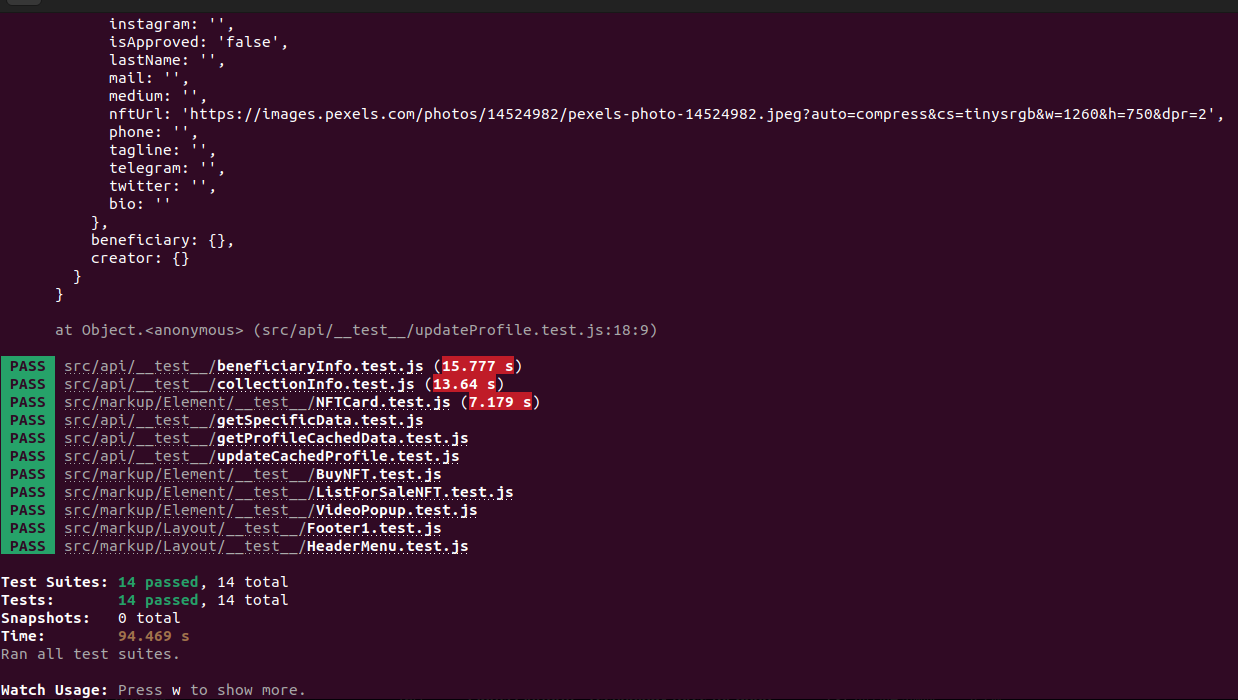 instagram: '',
isApproved: 'false',
lastName: '',
mail: '',
medium: '',
nftUrl: 'https://images.pexels.com/photos/14524982/pexels-photo-14524982.jpeg?auto=compress&cs=tinysrgb&w=1260&h=750&dpr=2',
phone: '',
tagline: '',
telegram: '',
twitter: '',
bio: ''
},
beneficiary: {},
creator: {}
}
}
at Object.<anonymous> (src/api/__test__/updateProfile.test.js:18:9)
PASS src/api/__test__/beneficiaryInfo.test.js (15.777 s)
PASS src/api/__test__/collectionInfo.test.js (13.64 s)
PASS src/markup/Element/__test__/NFTCard.test.js (7.179 s)
PASS src/api/__test__/getSpecificData.test.js
PASS src/api/__test__/getProfileCachedData.test.js
PASS src/api/__test__/updateCachedProfile.test.js
PASS src/markup/Element/__test__/BuyNFT.test.js
PASS src/markup/Element/__test__/ListForSaleNFT.test.js
PASS src/markup/Element/__test__/VideoPopup.test.js
PASS src/markup/Layout/__test__/Footer1.test.js
PASS src/markup/Layout/__test__/HeaderMenu.test.js
Test Suites: 14 passed, 14 total
Tests: 14 passed, 14 total
Snapshots: 0 total
Time: 94.469 s
Ran all test suites.
Watch Usage: Press w to show more.